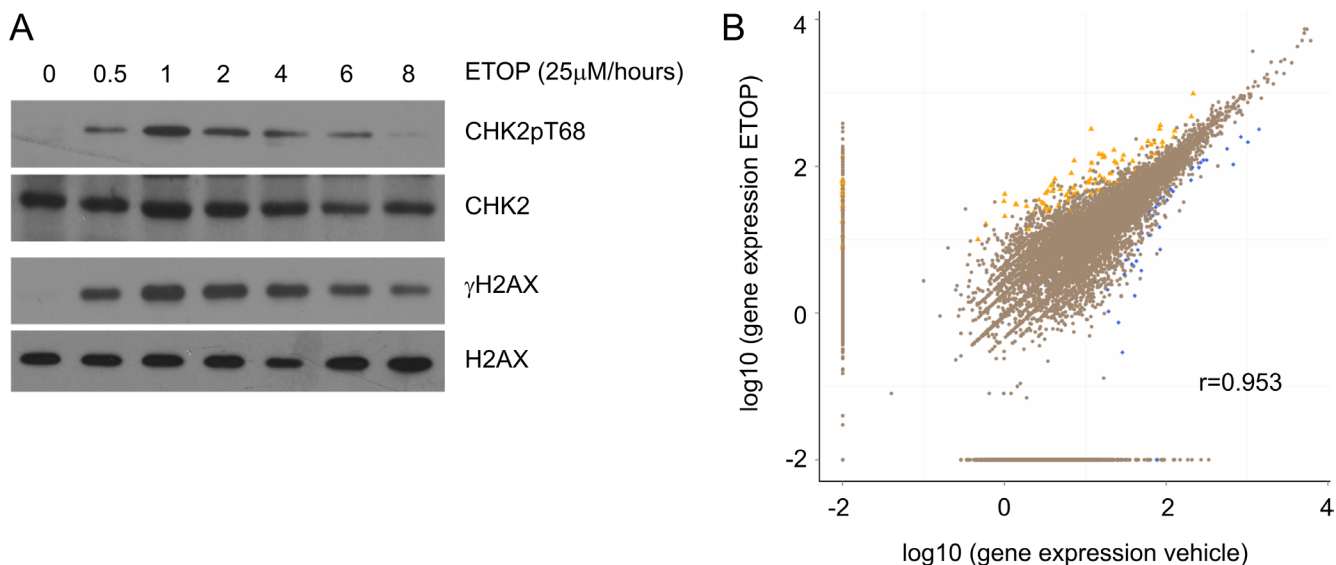 A
0 0.5 1 2 4 6 8 ETOP (25μM/hours)
CHK2pT68
CHK2
γH2AX
H2AX
B
log10 (gene expression ETOP)
4
2
0
-2
r=0.953
-2 0 2 4
log10 (gene expression vehicle)